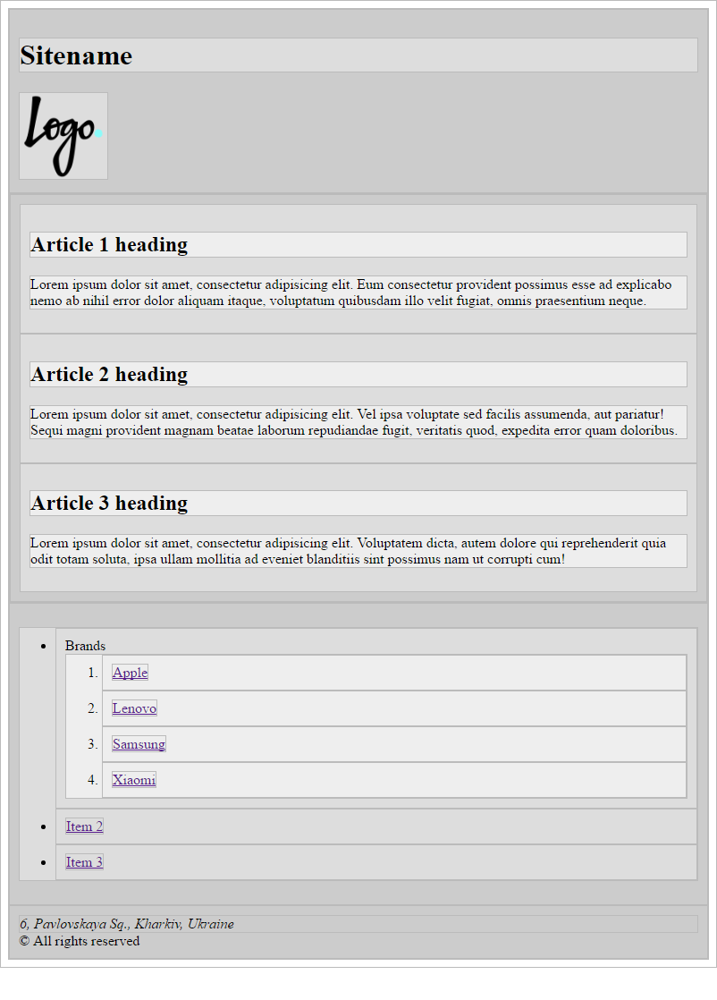 Sitename
Logo.
Article 1 heading
Lorem ipsum dolor sit amet, consectetur adipisicing elit. Eum consectetur provident possimus esse ad explicabo
nemo ab nihil error dolor aliquam itaque, voluptatum quibusdam illo velit fugiat, omnis praesentium neque.
Article 2 heading
Lorem ipsum dolor sit amet, consectetur adipisicing elit. Vel ipsa voluptate sed facilis assumenda, aut pariatur!
Sequi magni provident magnam beatae laborum repudiandae fugit, veritatis quod, expedita error quam doloribus.
Article 3 heading
Lorem ipsum dolor sit amet, consectetur adipisicing elit. Voluptatem dicta, autem dolore qui reprehenderit quia
odit totam soluta, ipsa ullam mollitia ad eveniet blanditiis sint possimus nam ut corrupti cum!
• Brands
1. Apple
2. Lenovo
3. Samsung
4. Xiaomi
• Item 2
• Item 3
6, Pavlovskaya Sq., Kharkiv, Ukraine
© All rights reserved